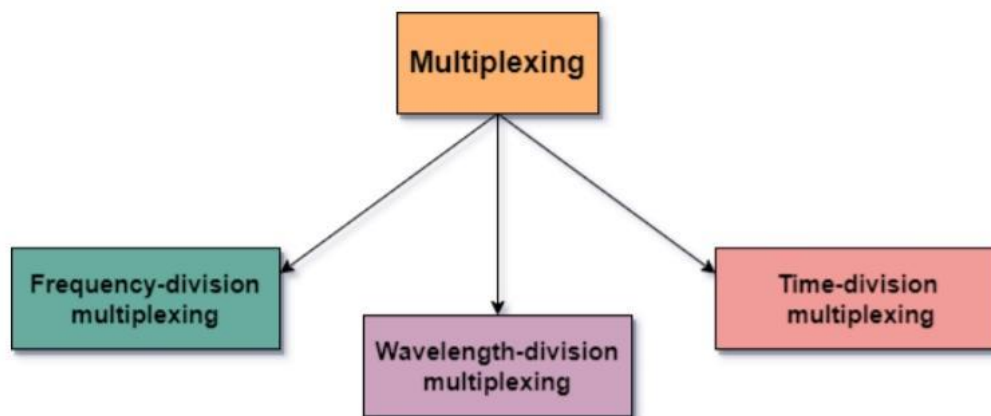 Multiplexing
Frequency-division
multiplexing
Wavelength-division
multiplexing
Time-division
multiplexing